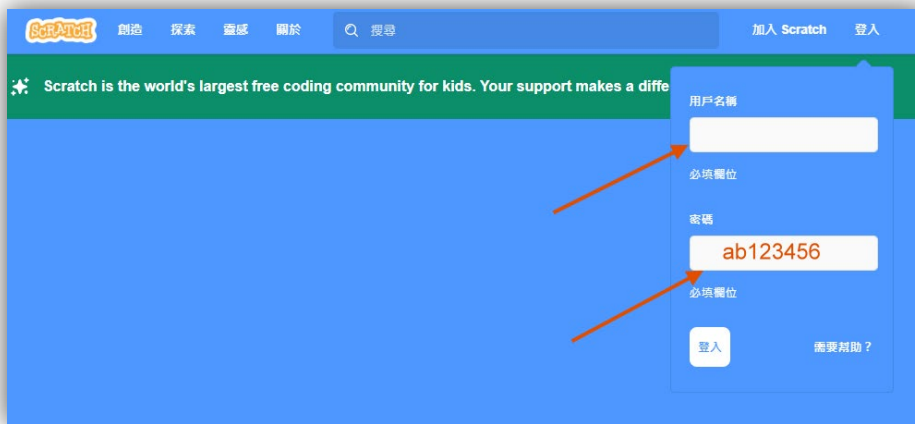 SCRATCH 創造 探索 靈感 關於 搜尋 加入 Scratch 登入
Scratch is the world's largest free coding community for kids. Your support makes a diffe
用戶名稱
必填欄位
密碼
ab123456
必填欄位
登入 需要幫助？